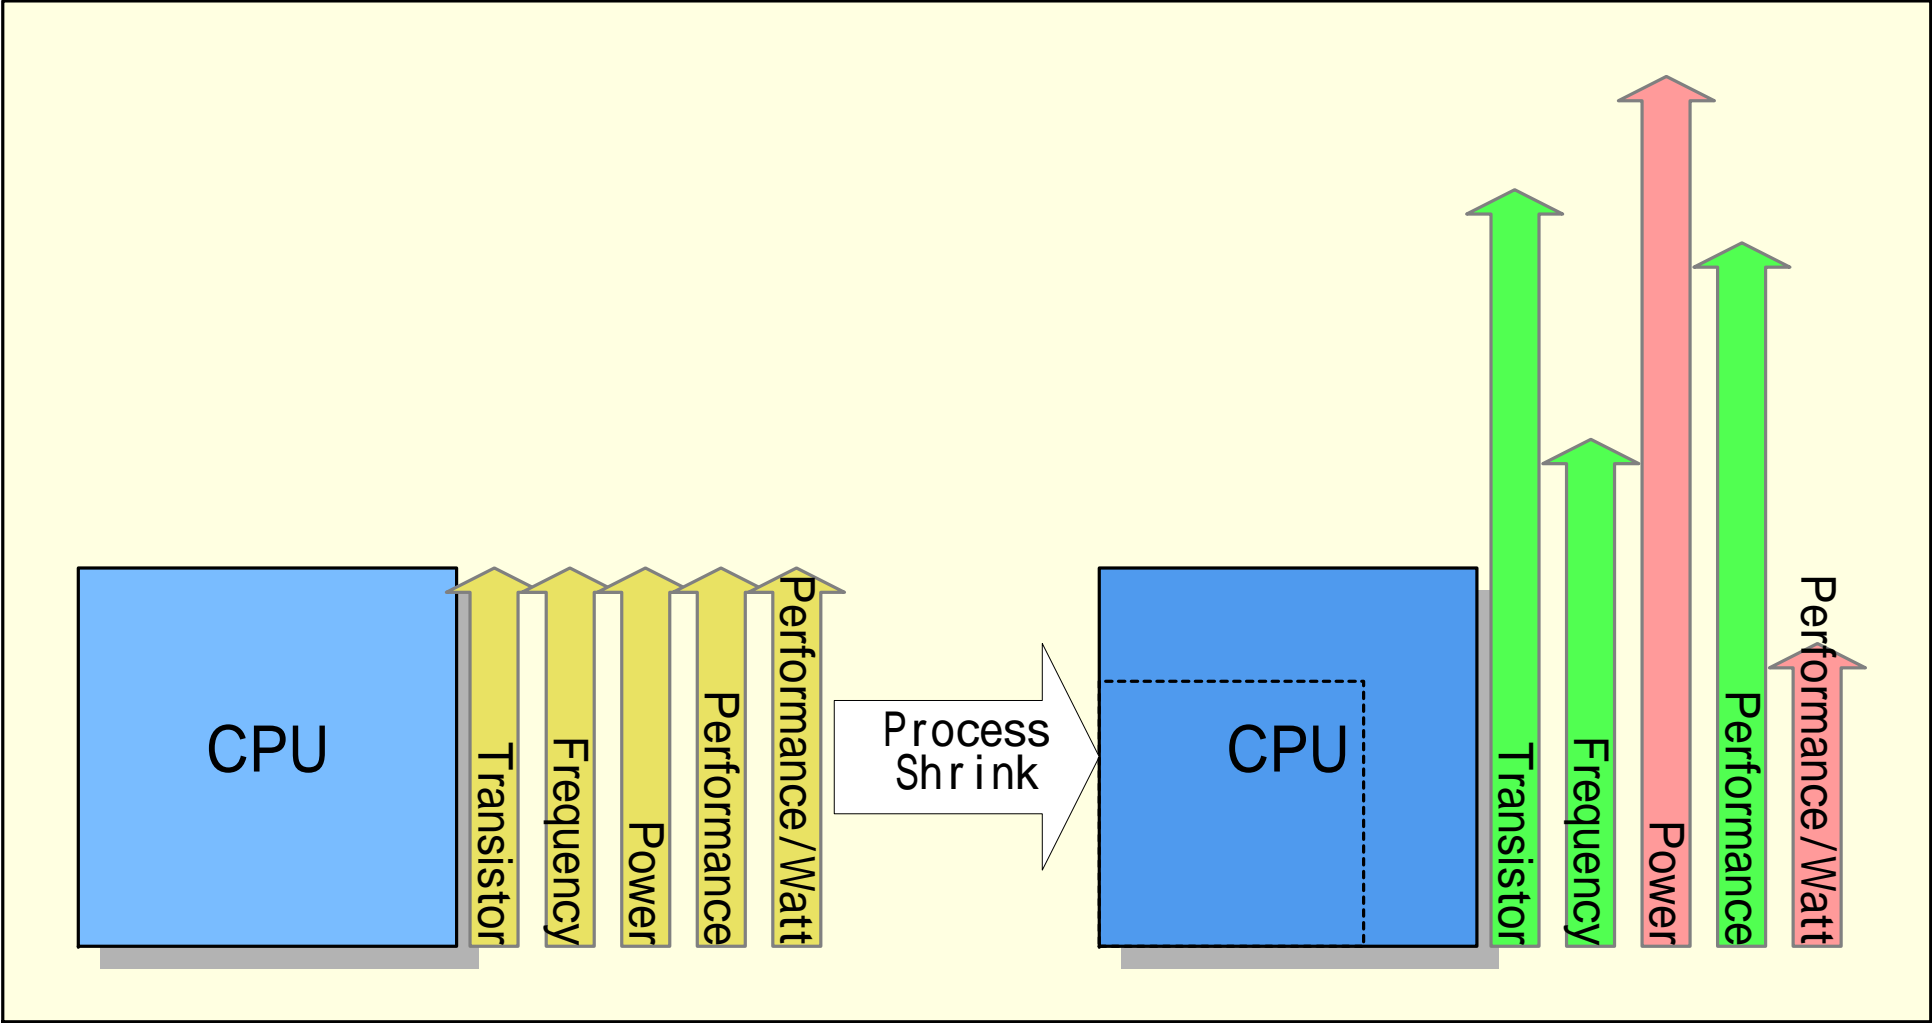 CPU
Transistor
Frequency
Power
Performance
Performance/Watt
Process
Shrink
CPU
Transistor
Frequency
Power
Performance
Performance/Watt